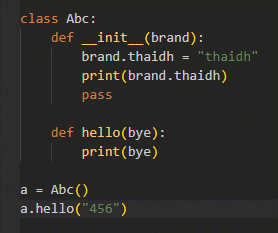 class Abc:
    def __init__(brand):
        brand.thaidh = "thaidh"
        print(brand.thaidh)
        pass

    def hello(bye):
        print(bye)

a = Abc()
a.hello("456")